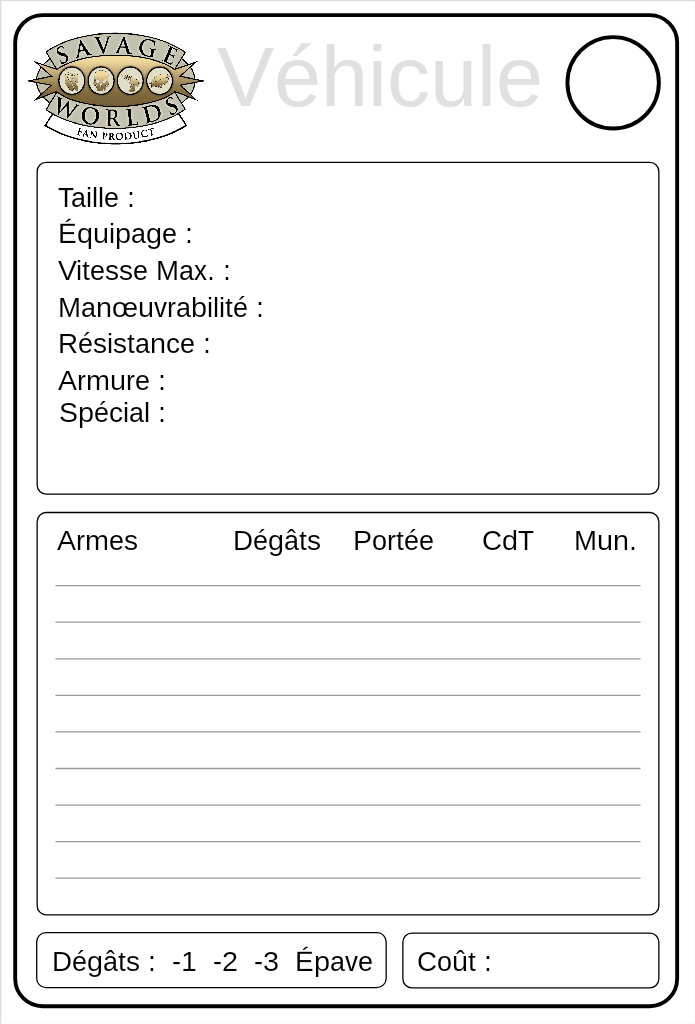 SAVAGE
WORLDS
FAN PRODUCT
Véhicule
Taille :
Équipage :
Vitesse Max. :
Manœuvrabilité :
Résistance :
Armure :
Spécial :
Armes Dégâts Portée CdT Mun.
Dégâts : -1 -2 -3 Épave
Coût :